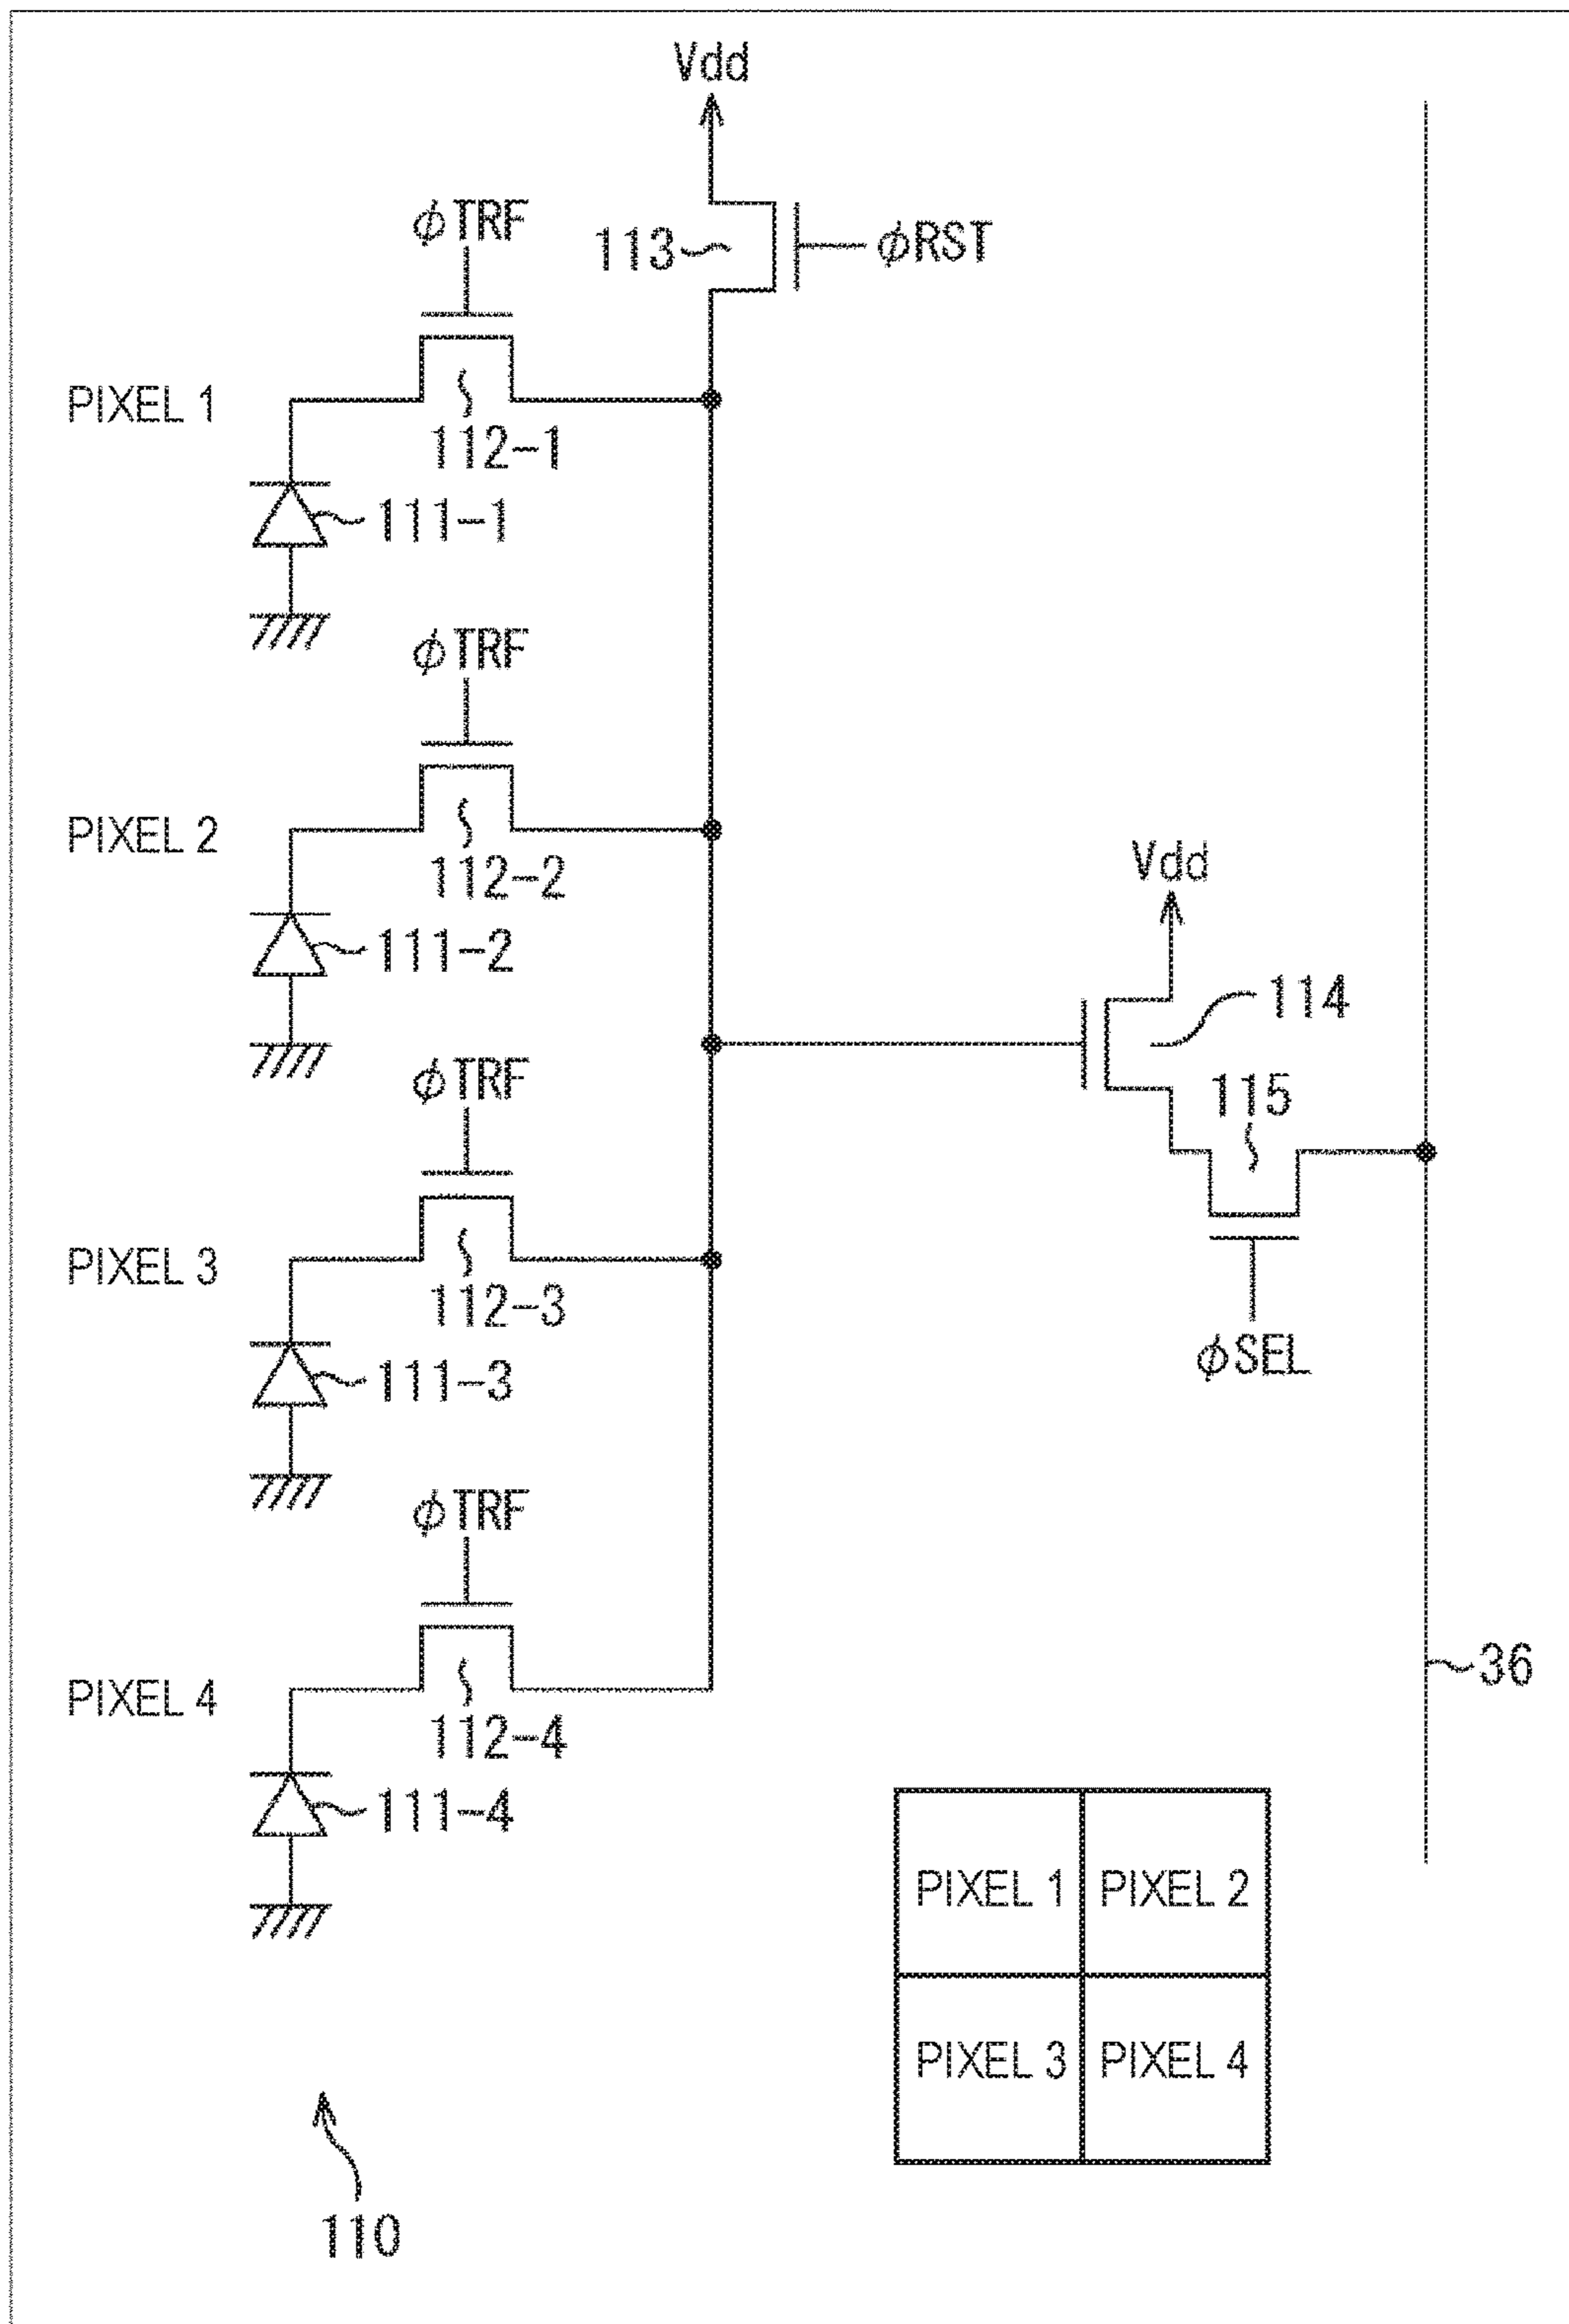 Vdd
ϕTRF
113
ϕRST
PIXEL 1
112-1
111-1
ϕTRF
PIXEL 2
112-2
Vdd
111-2
114
ϕTRF
115
PIXEL 3
112-3
ϕSEL
111-3
ϕTRF
36
PIXEL 4
112-4
111-4
PIXEL 1 PIXEL 2
PIXEL 3 PIXEL 4
110